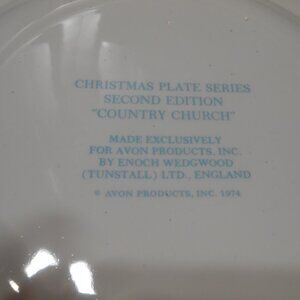 CHRISTMAS PLATE SERIES
SECOND EDITION
"COUNTRY CHURCH"
MADE EXCLUSIVELY
FOR AVON PRODUCTS, INC.
BY ENOCH WEDGWOOD
(TUNSTALL) LTD., ENGLAND
© AVON PRODUCTS, INC. 1974